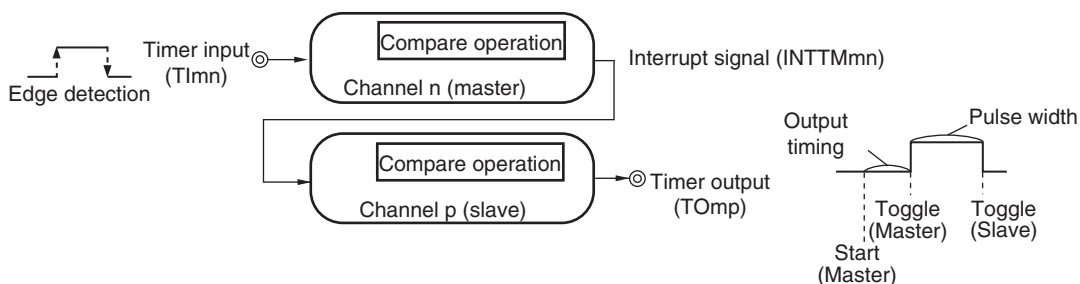 Compare operation
Timer input
(TImn)
Edge detection
Channel n (master)
Interrupt signal (INTTMmn)
Compare operation
Channel p (slave)
Timer output
(TOmp)
Output
timing
Pulse width
Toggle
(Master)
Toggle
(Slave)
Start
(Master)